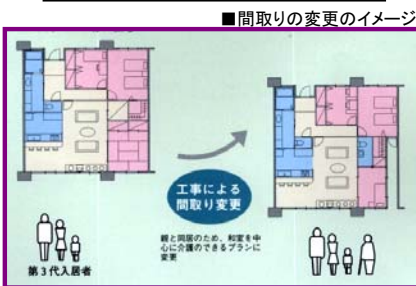 ■間取りの変更のイメージ
工事による
間取り変更
親と同居のため、和室を中
心に介護のできるプランに
変更
第3代入居者